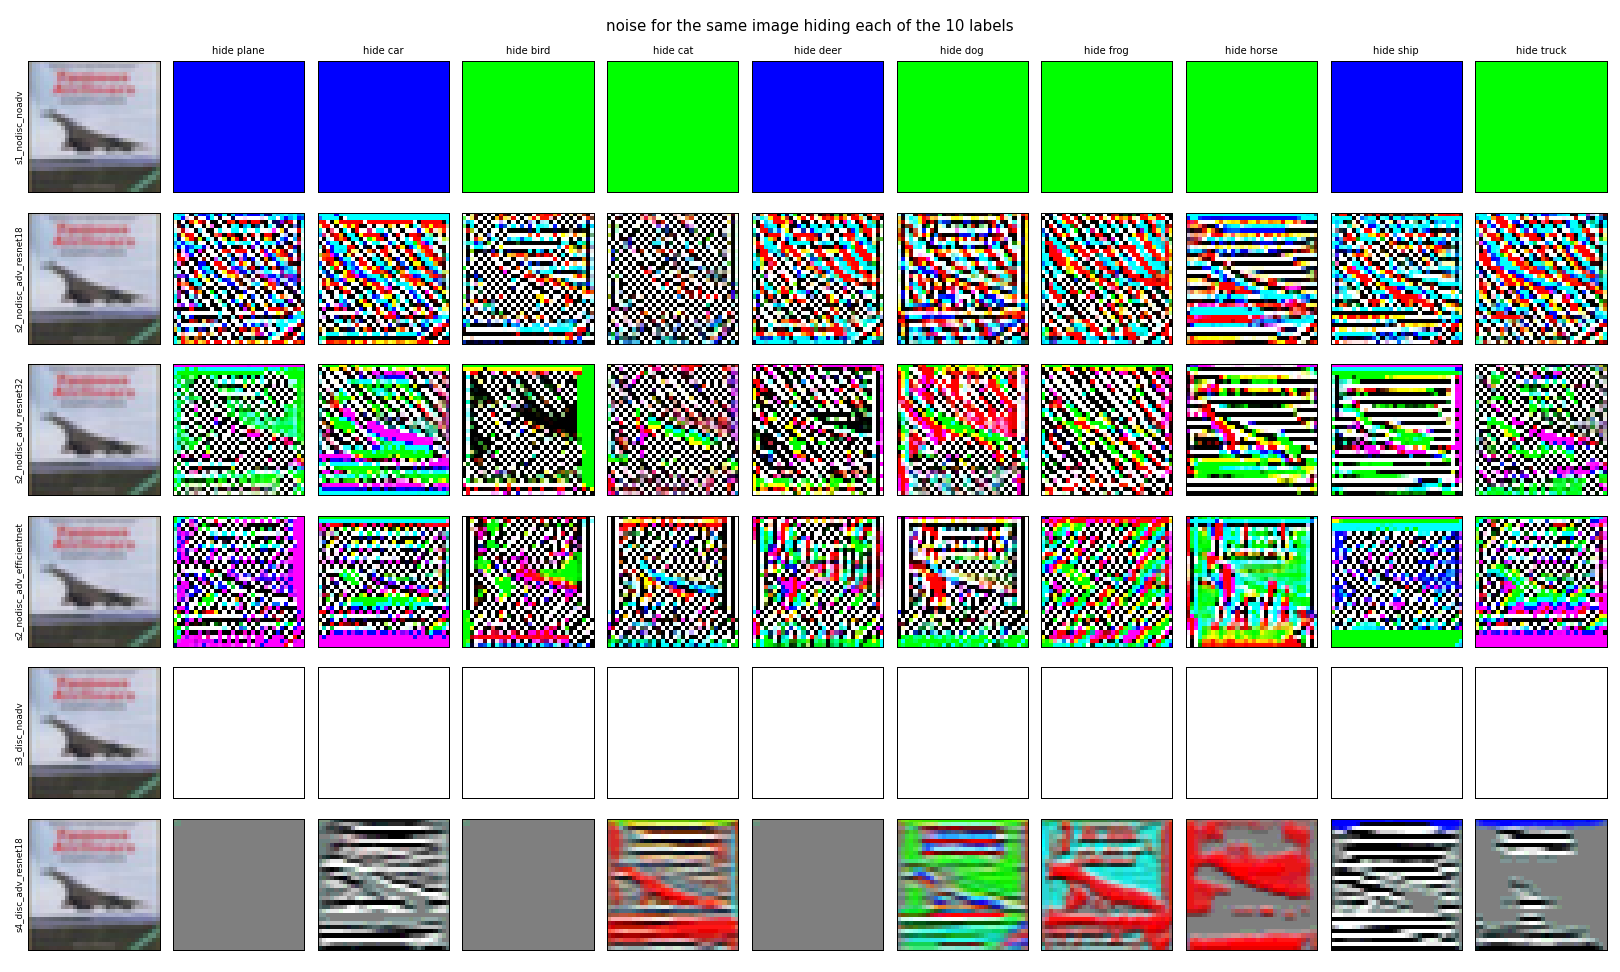 noise for the same image hiding each of the 10 labels
hide plane hide car hide bird hide cat hide deer hide dog hide frog hide horse hide ship hide truck
s1_nodisc_noadv
s2_nodisc_adv_resnet18
s2_nodisc_adv_resnet32
s2_nodisc_adv_efficientnet
s3_disc_noadv
s4_disc_adv_resnet18